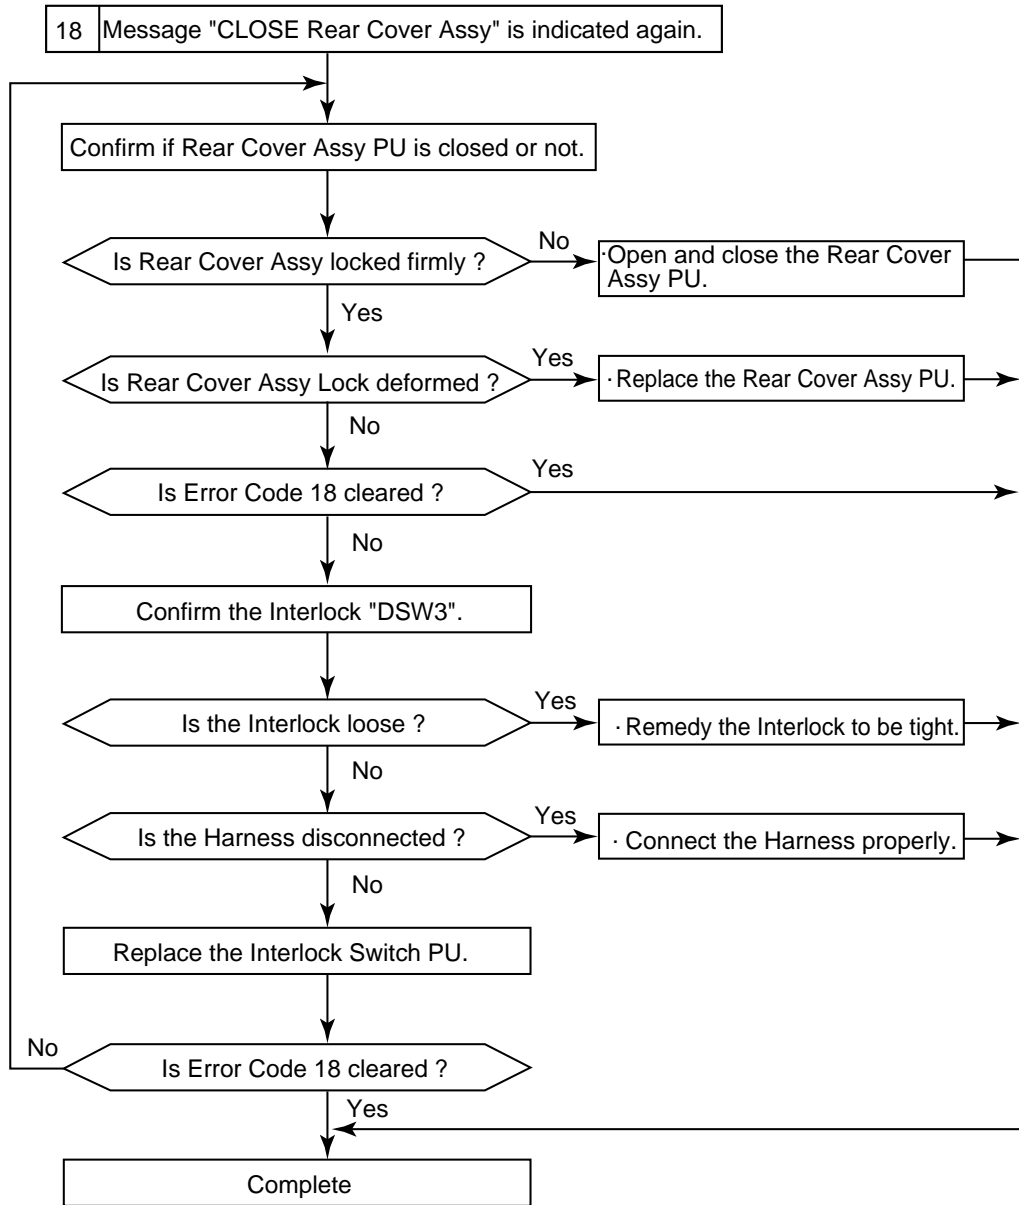 18 Message "CLOSE Rear Cover Assy" is indicated again.
Confirm if Rear Cover Assy PU is closed or not.
Is Rear Cover Assy locked firmly ?
No
·Open and close the Rear Cover
Assy PU.
Yes
Is Rear Cover Assy Lock deformed ?
Yes
· Replace the Rear Cover Assy PU.
No
Is Error Code 18 cleared ?
Yes
No
Confirm the Interlock "DSW3".
Is the Interlock loose ?
Yes
· Remedy the Interlock to be tight.
No
Is the Harness disconnected ?
Yes
· Connect the Harness properly.
No
Replace the Interlock Switch PU.
No
Is Error Code 18 cleared ?
Yes
Complete